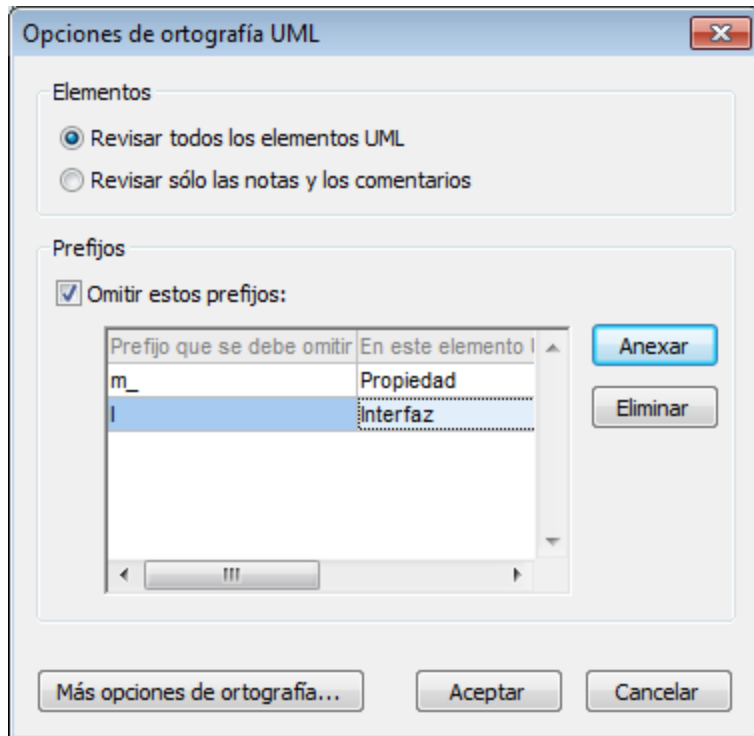 Opciones de ortografía UML
Elementos
Revisar todos los elementos UML
Revisar sólo las notas y los comentarios
Prefijos
Omitir estos prefijos:
Prefijo que se debe omitir En este elemento
Anexar
m_ Propiedad
I Interfaz
Eliminar
Más opciones de ortografía... Aceptar Cancelar